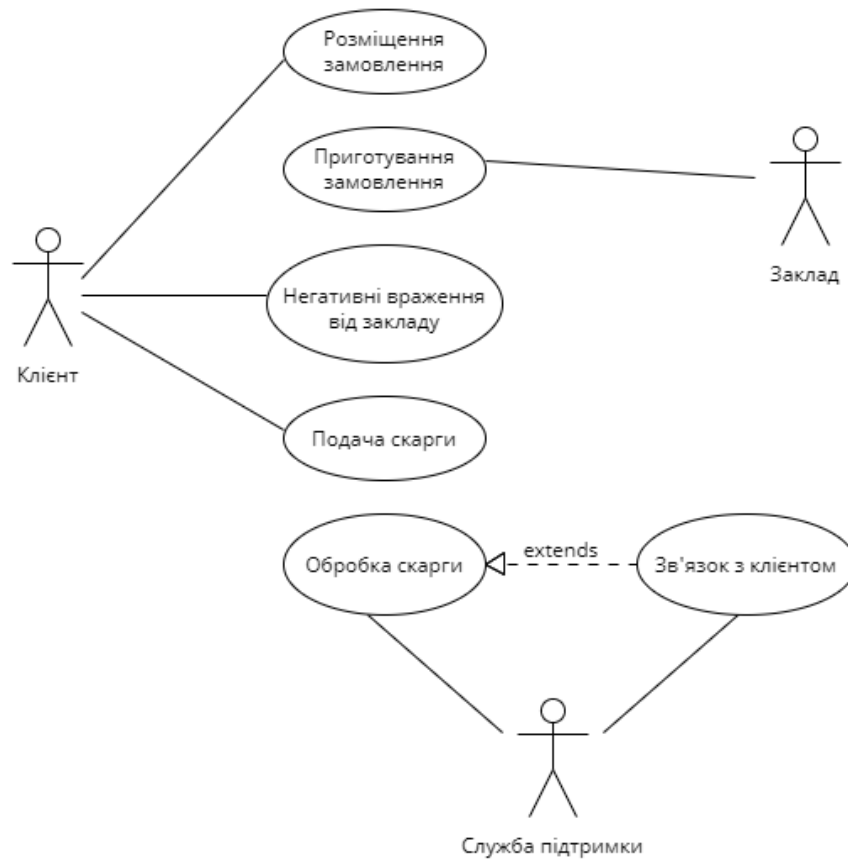 Розміщення
замовлення
Приготування
замовлення
Заклад
Негативні враження
від закладу
Клієнт
Подача скарги
Обробка скарги
extends
Зв'язок з клієнтом
Служба підтримки